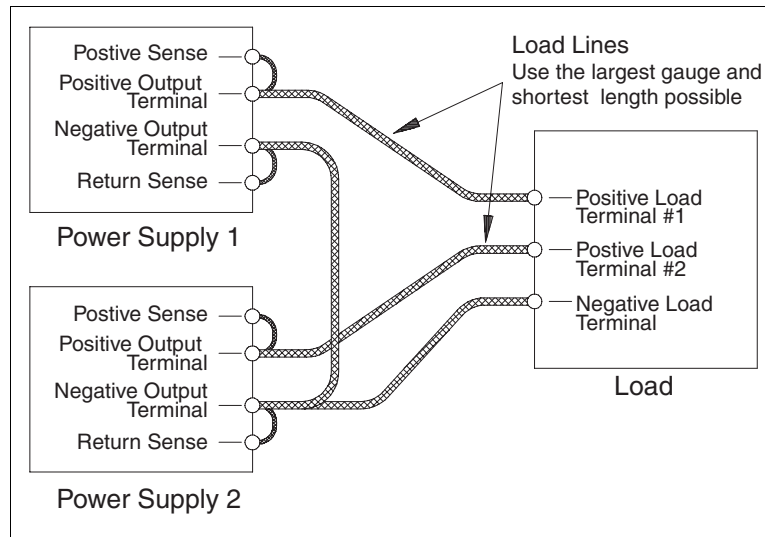 Postive Sense
Positive Output
Terminal
Negative Output
Terminal
Return Sense
Power Supply 1
Load Lines
Use the largest gauge and
shortest length possible
Positive Load
Terminal #1
Postive Load
Terminal #2
Negative Load
Terminal
Load
Postive Sense
Positive Output
Terminal
Negative Output
Terminal
Return Sense
Power Supply 2